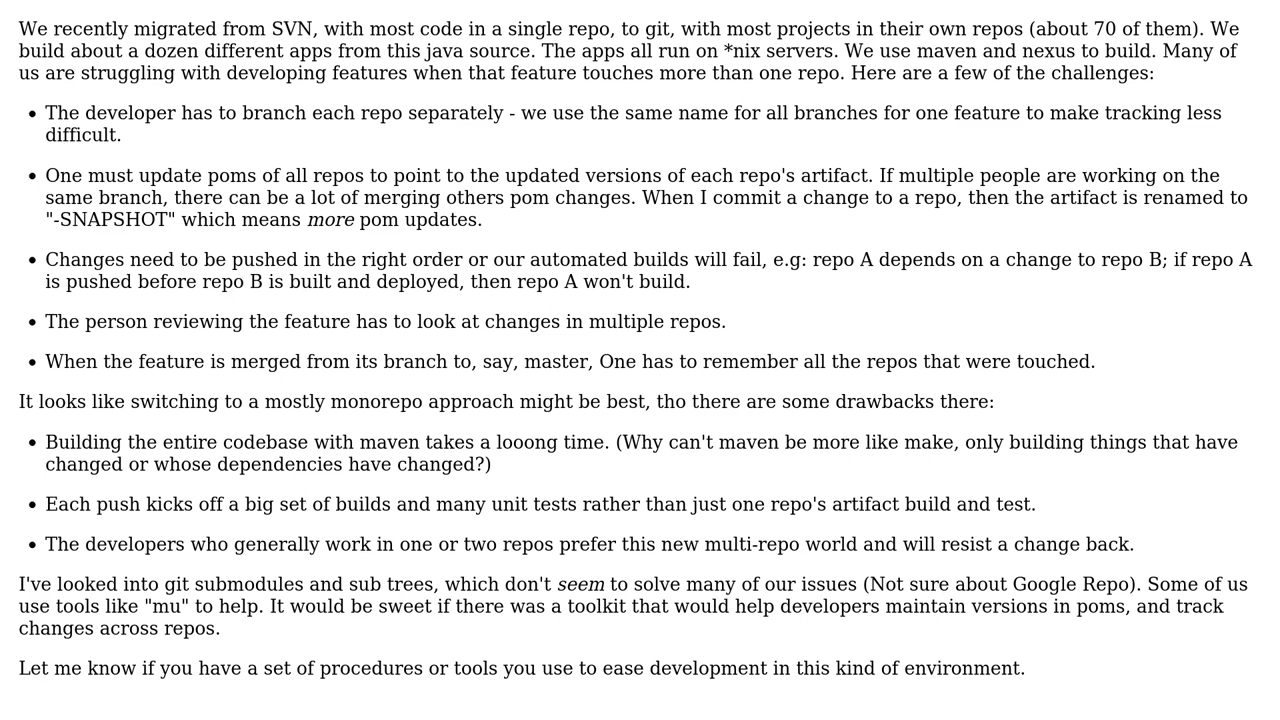 We recently migrated from SVN, with most code in a single repo, to git, with most projects in their own repos (about 70 of them). We
build about a dozen different apps from this java source. The apps all run on *nix servers. We use maven and nexus to build. Many of
us are struggling with developing features when that feature touches more than one repo. Here are a few of the challenges:
• The developer has to branch each repo separately - we use the same name for all branches for one feature to make tracking less
difficult.
• One must update poms of all repos to point to the updated versions of each repo's artifact. If multiple people are working on the
same branch, there can be a lot of merging others pom changes. When I commit a change to a repo, then the artifact is renamed to
"-SNAPSHOT" which means more pom updates.
• Changes need to be pushed in the right order or our automated builds will fail, e.g: repo A depends on a change to repo B; if repo A
is pushed before repo B is built and deployed, then repo A won't build.
• The person reviewing the feature has to look at changes in multiple repos.
• When the feature is merged from its branch to, say, master, One has to remember all the repos that were touched.
It looks like switching to a mostly monorepo approach might be best, tho there are some drawbacks there:
• Building the entire codebase with maven takes a looong time. (Why can't maven be more like make, only building things that have
changed or whose dependencies have changed?)
• Each push kicks off a big set of builds and many unit tests rather than just one repo's artifact build and test.
• The developers who generally work in one or two repos prefer this new multi-repo world and will resist a change back.
I've looked into git submodules and sub trees, which don't seem to solve many of our issues (Not sure about Google Repo). Some of us
use tools like "mu" to help. It would be sweet if there was a toolkit that would help developers maintain versions in poms, and track
changes across repos.
Let me know if you have a set of procedures or tools you use to ease development in this kind of environment.